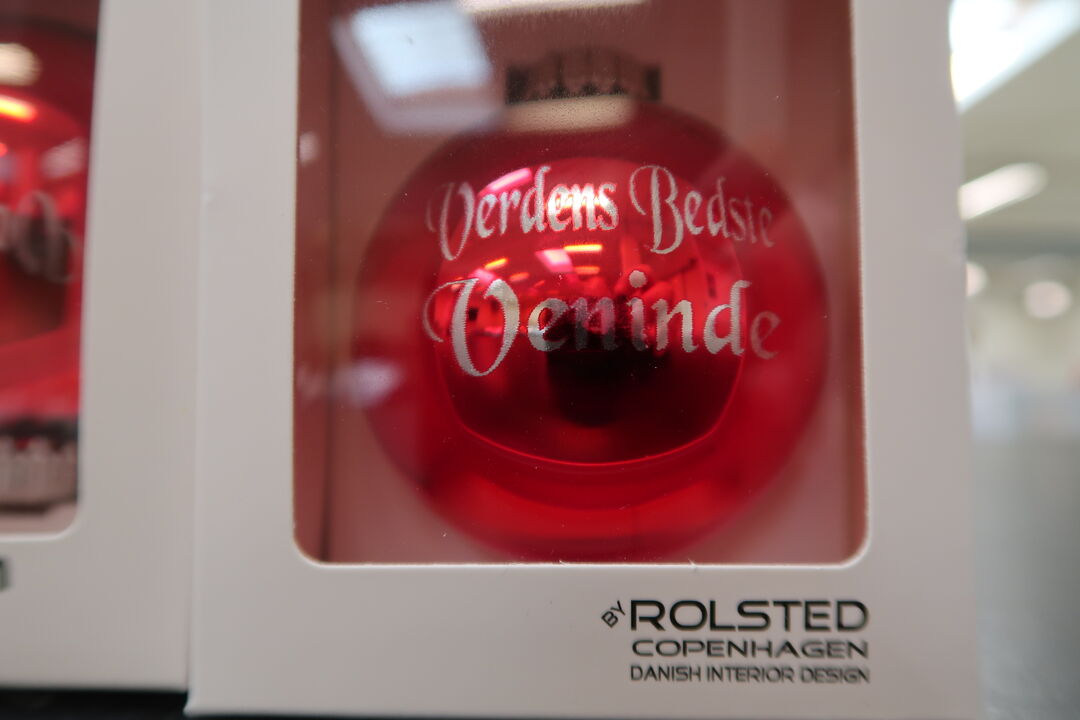 Verdens Bedste
Veninde
BY ROLSTED
COPENHAGEN
DANISH INTERIOR DESIGN